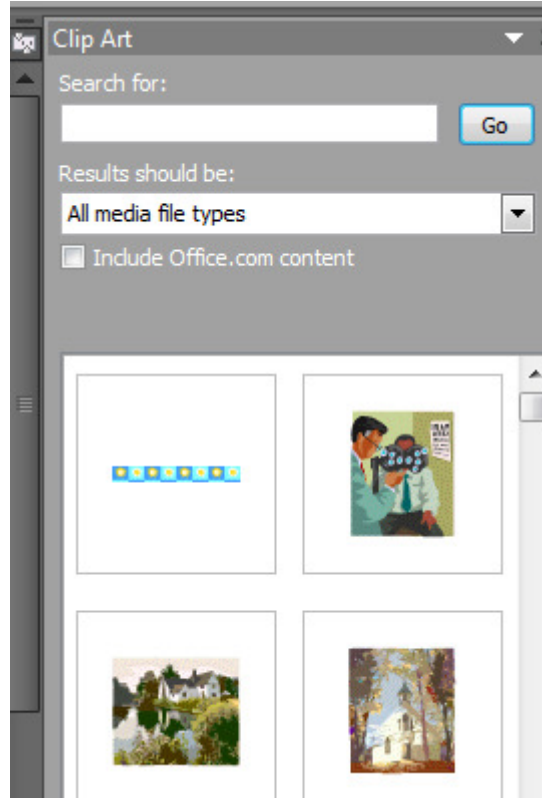 Clip Art
Search for:
Go
Results should be:
All media file types
Include Office.com content